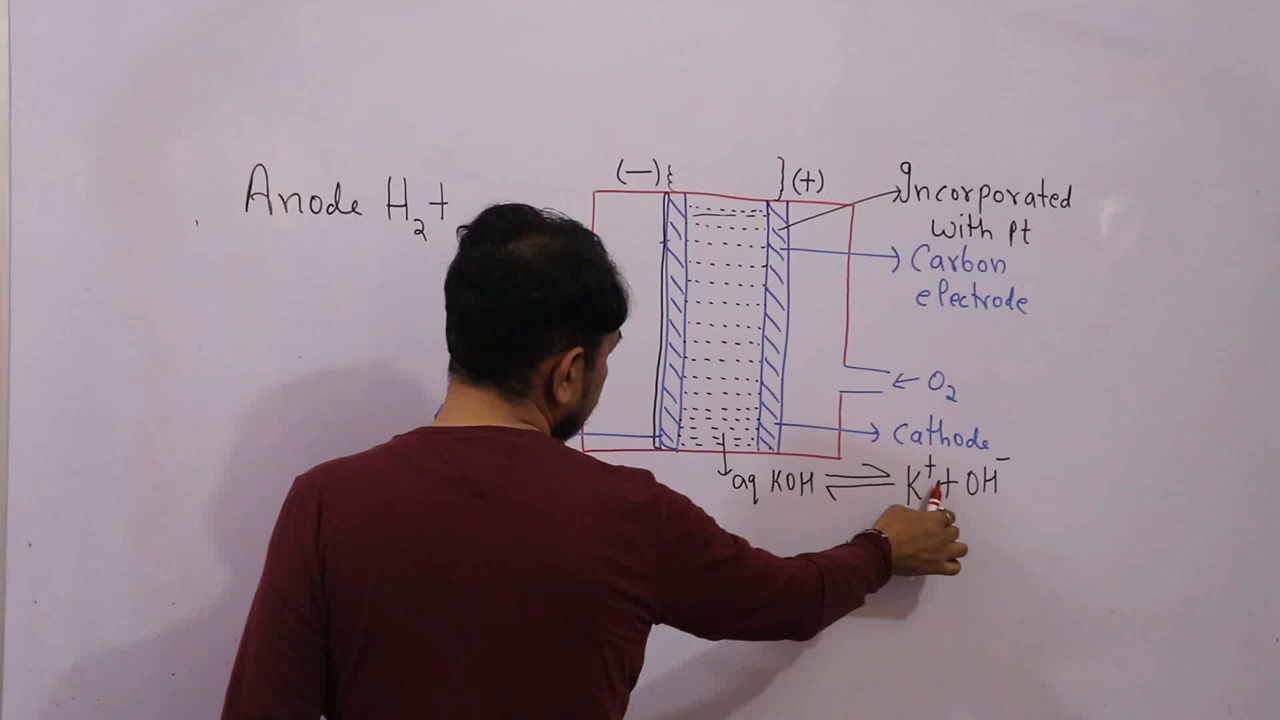 Anode H₂+
(−)
(+)
Incorporated
with Pt
Carbon
electrode
O₂
Cathode
aq KOH ⇌ K⁺ + OH⁻